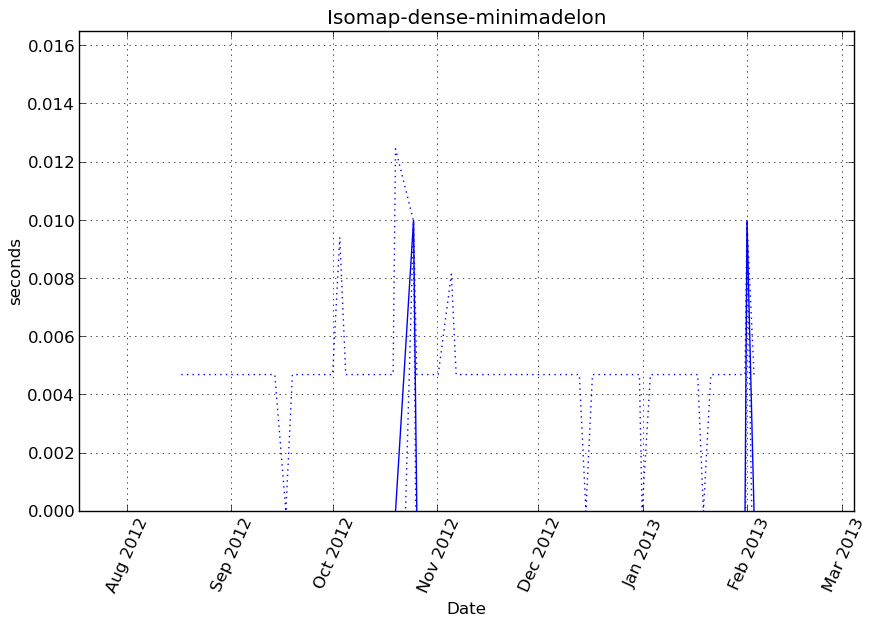 Isomap-dense-minimadelon
0.016
0.014
0.012
0.010
0.008
0.006
0.004
0.002
0.000
seconds
Aug 2012
Sep 2012
Oct 2012
Nov 2012
Dec 2012
Jan 2013
Feb 2013
Mar 2013
Date